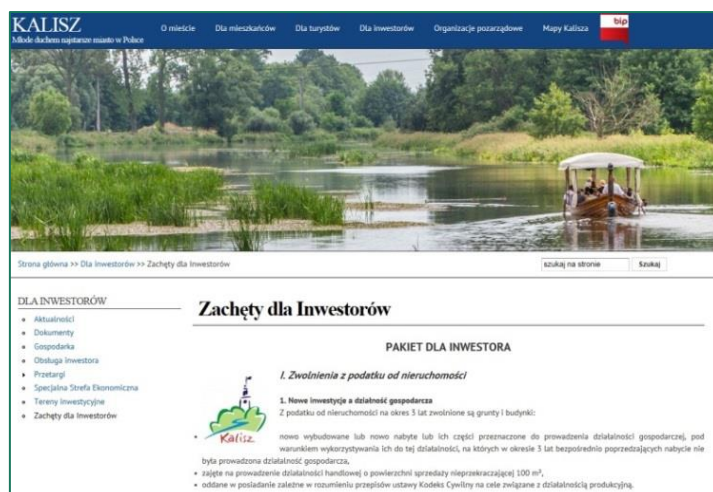 KALISZ
Młode duchem najstarsze miasto w Polsce
O mieście
Dla mieszkańców
Dla turystów
Dla inwestorów
Organizacje pozarządowe
Mapy Kalisza
bip
Strona główna >> Dla inwestorów >> Zachęty dla Inwestorów
szukaj na stronie
Szukaj
DLA INWESTORÓW
Aktualności
Dokumenty
Gospodarka
Obsługa inwestora
Przetargi
Specjalna Strefa Ekonomiczna
Tereny inwestycyjne
Zachęty dla Inwestorów
Zachęty dla Inwestorów
PAKIET DLA INWESTORA
I. Zwolnienia z podatku od nieruchomości
Kalisz
1. Nowe inwestycje a działalność gospodarcza
Z podatku od nieruchomości na okres 3 lat zwolnione są grunty i budynki:
nowo wybudowane lub nowo nabyte lub ich części przeznaczone do prowadzenia działalności gospodarczej, pod
warunkiem wykorzystywania ich do tej działalności, na których w okresie 3 lat bezpośrednio poprzedzających nabycie nie
była prowadzona działalność gospodarcza,
zajęte na prowadzenie działalności handlowej o powierzchni sprzedaży nieprzekraczającej 100 m²,
oddane w posiadanie zależne w rozumieniu przepisów ustawy Kodeks Cywilny na cele związane z działalnością produkcyjną.